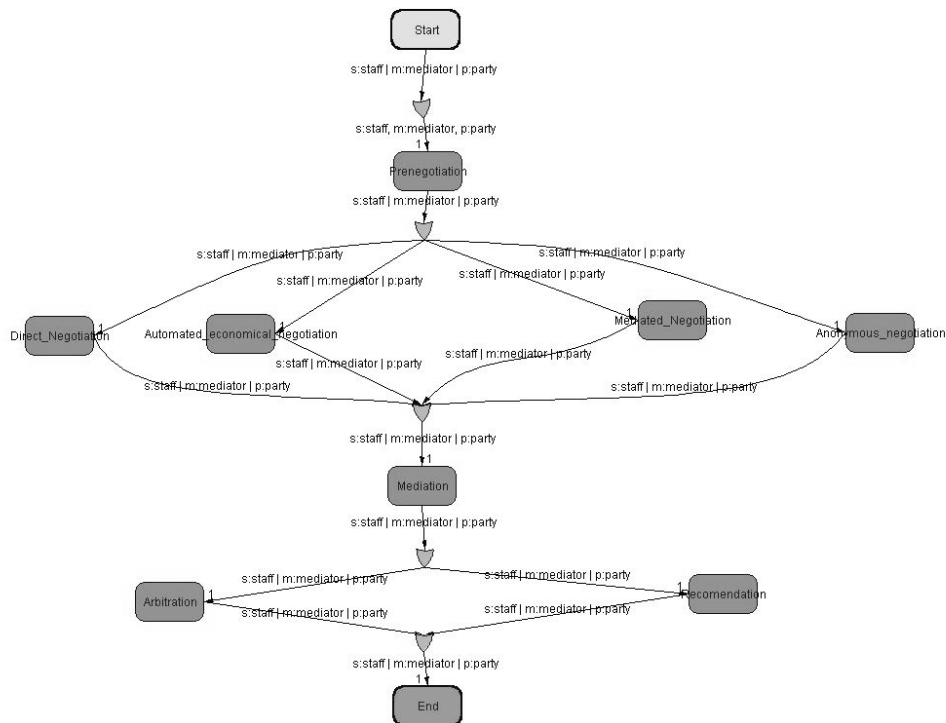 Start
s:staff | m:mediator | p:party
s:staff, m:mediator, p:party
1
Prenegotiation
s:staff | m:mediator | p:party
s:staff | m:mediator | p:party
s:staff | m:mediator | p:party
s:staff | m:mediator | p:party
s:staff | m:mediator | p:party
1
Direct_Negotiation
1
Automated_economical_negotiation
1
Mediated_Negotiation
1
Anonymous_negotiation
s:staff | m:mediator | p:party
s:staff | m:mediator | p:party
s:staff | m:mediator | p:party
s:staff | m:mediator | p:party
s:staff | m:mediator | p:party
1
Mediation
s:staff | m:mediator | p:party
s:staff | m:mediator | p:party
s:staff | m:mediator | p:party
1
Arbitration
1
Recomendation
s:staff | m:mediator | p:party
s:staff | m:mediator | p:party
s:staff | m:mediator | p:party
1
End